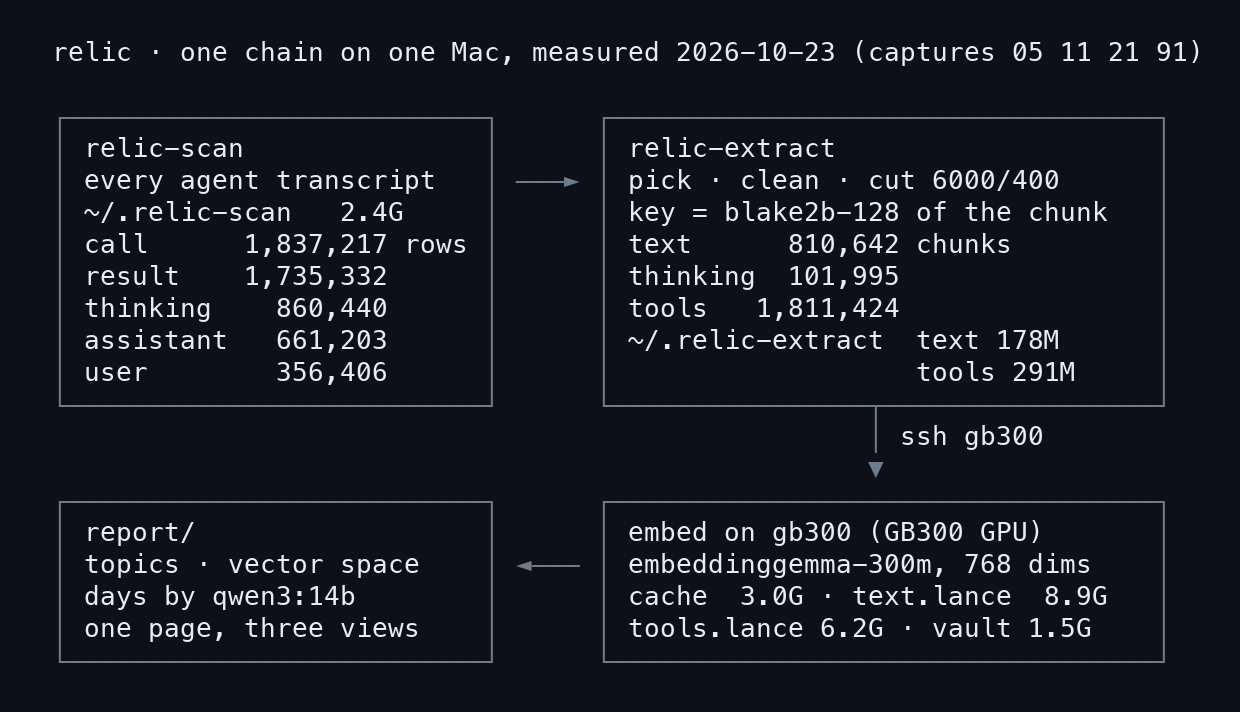 relic · one chain on one Mac, measured 2026−10−23 (captures 05 11 21 91)
relic−scan
every agent transcript
~/.relic−scan   2.4G
call      1,837,217 rows
result    1,735,332
thinking    860,440
assistant   661,203
user        356,406
relic−extract
pick · clean · cut 6000/400
key = blake2b−128 of the chunk
text      810,642 chunks
thinking  101,995
tools   1,811,424
~/.relic−extract  text 178M
tools 291M
ssh gb300
report/
topics · vector space
days by qwen3:14b
one page, three views
embed on gb300 (GB300 GPU)
embeddinggemma−300m, 768 dims
cache  3.0G · text.lance  8.9G
tools.lance 6.2G · vault 1.5G